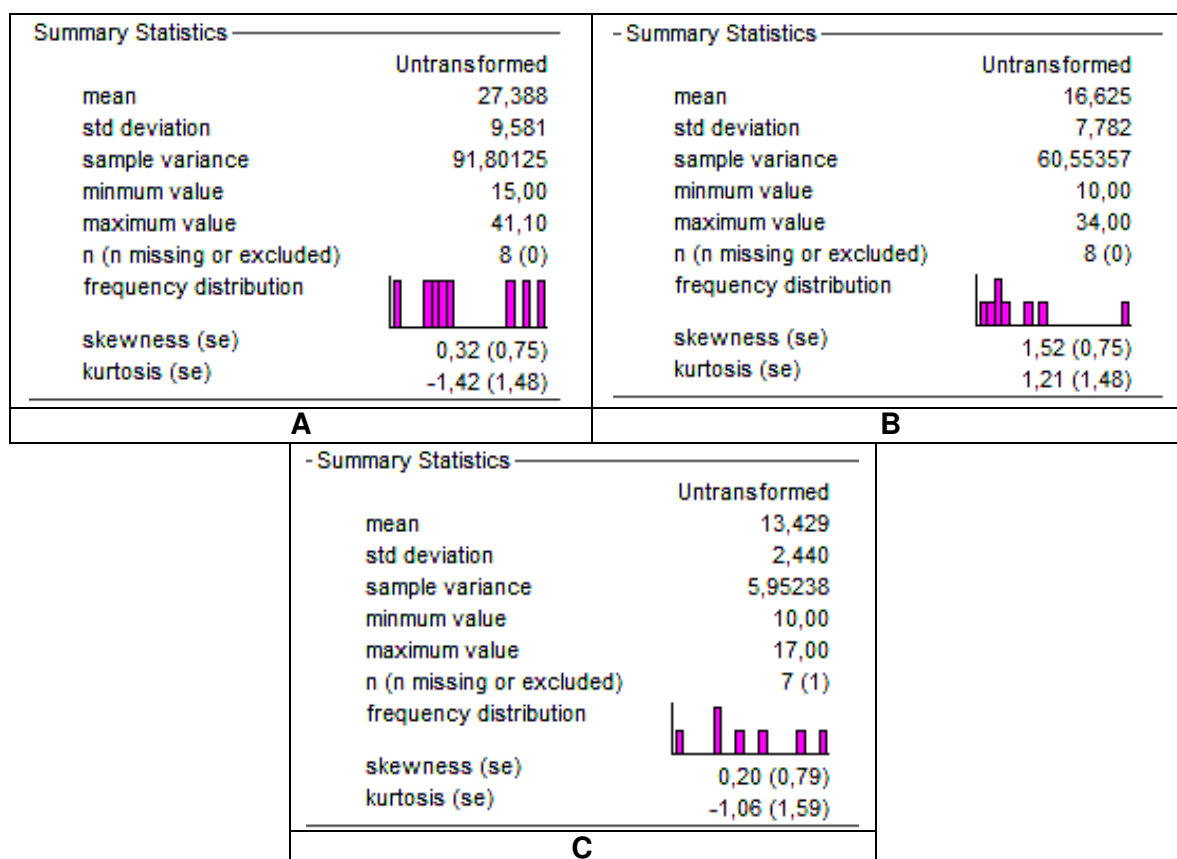 Summary Statistics
Untransformed
mean 27,388
std deviation 9,581
sample variance 91,80125
minmum value 15,00
maximum value 41,10
n (n missing or excluded) 8 (0)
frequency distribution
skewness (se) 0,32 (0,75)
kurtosis (se) -1,42 (1,48)
A
- Summary Statistics
Untransformed
mean 16,625
std deviation 7,782
sample variance 60,55357
minmum value 10,00
maximum value 34,00
n (n missing or excluded) 8 (0)
frequency distribution
skewness (se) 1,52 (0,75)
kurtosis (se) 1,21 (1,48)
B
- Summary Statistics
Untransformed
mean 13,429
std deviation 2,440
sample variance 5,95238
minmum value 10,00
maximum value 17,00
n (n missing or excluded) 7 (1)
frequency distribution
skewness (se) 0,20 (0,79)
kurtosis (se) -1,06 (1,59)
C